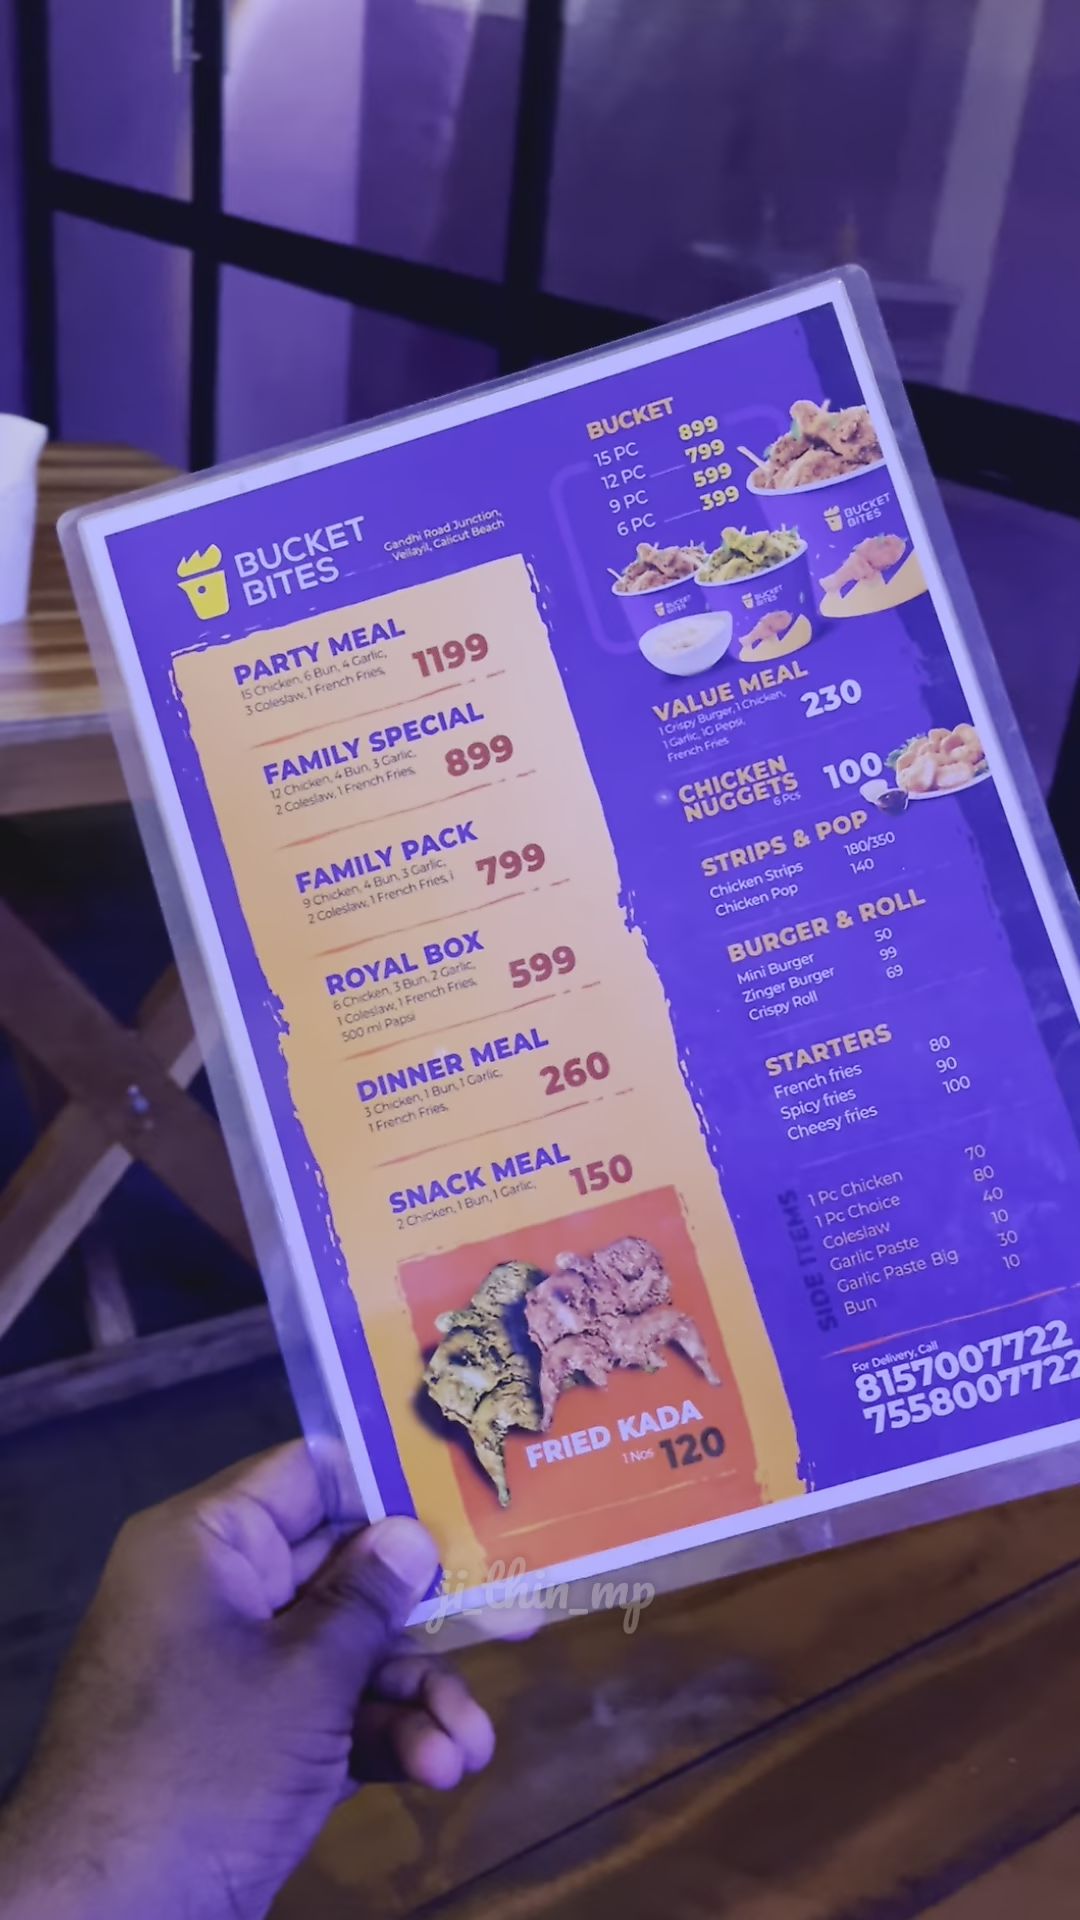 BUCKET
BITES
Gandhi Road Junction,
Vellayil, Calicut Beach
PARTY MEAL
15 Chicken, 6 Bun, 4 Garlic,
3 Coleslaw, 1 French Fries,
1199
FAMILY SPECIAL
12 Chicken, 4 Bun, 3 Garlic,
2 Coleslaw, 1 French Fries,
899
FAMILY PACK
9 Chicken, 4 Bun, 3 Garlic,
2 Coleslaw, 1 French Fries, i
799
ROYAL BOX
6 Chicken, 3 Bun, 2 Garlic,
1 Coleslaw, 1 French Fries,
500 ml Papsi
599
DINNER MEAL
3 Chicken, 1 Bun, 1 Garlic,
1 French Fries,
260
SNACK MEAL
2 Chicken, 1 Bun, 1 Garlic,
150
FRIED KADA
1 Nos 120
BUCKET
15 PC 899
12 PC 799
9 PC 599
6 PC 399
BUCKET
BITES
BUCKET
BITES
BUCKET
BITES
VALUE MEAL
1 Crispy Burger, 1 Chicken,
1 Garlic, 1G Pepsi,
French Fries
230
CHICKEN
NUGGETS
6 Pcs
100
STRIPS & POP
Chicken Strips 180/350
Chicken Pop 140
BURGER & ROLL
Mini Burger 50
Zinger Burger 99
Crispy Roll 69
STARTERS
French fries 80
Spicy fries 90
Cheesy fries 100
SIDE ITEMS
1 Pc Chicken 70
1 Pc Choice 80
Coleslaw 40
Garlic Paste 10
Garlic Paste Big 30
Bun 10
For Delivery, Call
8157007722
7558007722
ji_thin_mp